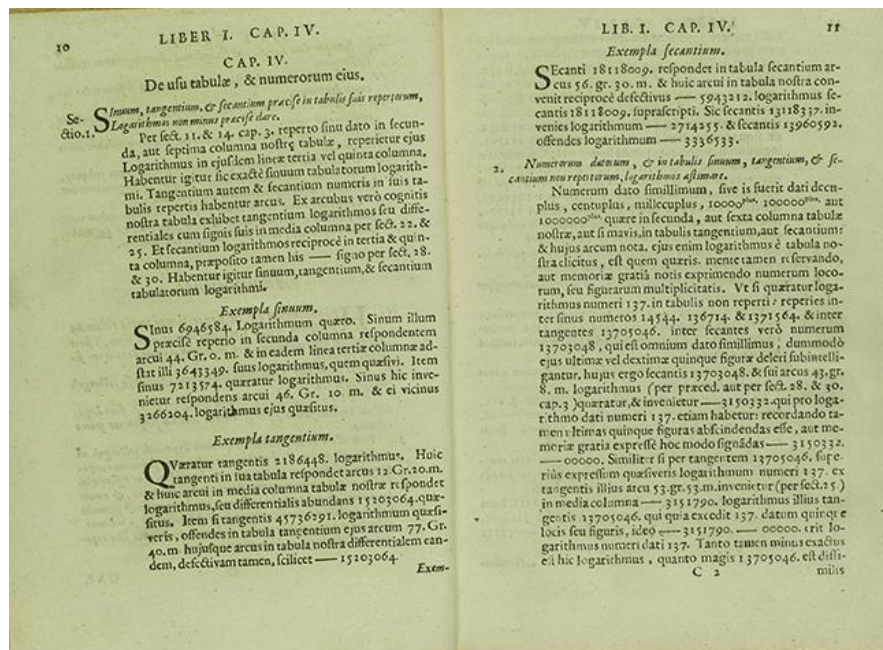 10
LIBER I. CAP. IV.
CAP. IV.
De usu tabulæ, & numerorum ejus.
Se-
ctio.1.
Sinuum, tangentium, & secantium præcise in tabulis suis repertorum,
Logarithmos non minus præcise dare.
Per sect. 11. & 14. cap. 3. reperto sinu dato in secun-
da, aut septima columna nostrę tabulæ, reperietur ejus
Logarithmus in ejusdem lineæ tertia vel quinta columna.
Habentur igitur sic exactè sinuum tabulatorum logarith-
mi. Tangentium autem & secantium numeris in suis ta-
bulis repertis habentur arcus. Ex arcubus verò cognitis
nostra tabula exhibet tangentium logarithmos seu diffe-
rentiales cum signis suis in media columna per sect. 22. &
25. Et secantium logarithmos reciprocè in tertia & quin-
ta columna, præposito tamen his — signo per sect. 28.
& 30. Habentur igitur sinuum, tangentium, & secantium
tabulatorum logarithmi.
Exempla sinuum.
Sinus 6946584. Logarithmum quæro. Sinum illum
præcisè reperio in secunda columna respondentem
arcui 44. Gr. 0. m. & in eadem linea tertiæ columnæ ad-
stat illi 3643349. suus logarithmus, quem quæsivi. Item
sinus 7213574. quæratur logarithmus. Sinus hic inve-
nietur respondens arcui 46. Gr. 10 m. & ei vicinus
3266204. logarithmus ejus quæsitus.
Exempla tangentium.
QVæratur tangentis 2186448. logarithmus. Huic
tangenti in sua tabula respondet arcus 12. Gr. 20. m.
& huic arcui in media columna tabulæ nostræ respondet
logarithmus, seu differentialis abundans 15203064. quæ-
situs. Item si tangentis 45736291. logarithmum quæsi-
veris, offendes in tabula tangentium ejus arcum 77. Gr.
40. m. hujusque arcus in tabula nostra differentialem ean-
dem, defectivam tamen, scilicet — 15203064.
Exem-
LIB. I. CAP. IV.
11
Exempla secantium.
SEcanti 18118009. respondet in tabula secantium ar-
cus 56. gr. 30. m. & huic arcui in tabula nostra con-
venit reciprocè defectivus — 5943212. logarithmus se-
cantis 18118009. suprascripti. Sic secantis 13118337. in-
venies logarithmum — 2714255. & secantis 13960592.
offendes logarithmum — 3336533.
2.
Numerorum datorum, & in tabulis sinuum, tangentium, & se-
cantium non repertorum, logarithmos æstimare.
Numerum dato simillimum, sive is fuerit dati decu-
plus, centuplus, millecuplus, 10000plus. 100000plus. aut
1000000plus. quære in secunda, aut sexta columna tabulæ
nostræ, aut si mavis, in tabulis tangentium, aut secantium:
& hujus arcum nota. ejus enim logarithmus è tabula no-
stra elicitus, est quem quæris. mente tamen reservando,
aut memoriæ gratiâ notis exprimendo numerum loco-
rum, seu figurarum multiplicitatis. Vt si quæratur loga-
rithmus numeri 137. in tabulis non reperti: reperies in-
ter sinus numeros 14544. 136714. & 1371564. & inter
tangentes 13705046. inter secantes verò numerum
13703048, qui est omnium dato simillimus, dummodò
ejus ultimæ vel dextimæ quinque figuræ deleri subintelli-
gantur. hujus ergo secantis 13703048. & sui arcus 43. gr.
8. m. logarithmus (per præced. aut per sect. 28. & 30.
cap. 3.) quæratur, & invenietur — 3150332. qui pro loga-
rithmo dati numeri 137. etiam habetur: recordando ta-
men ultimas quinque figuras abscindendas esse, aut me-
moriæ gratia expressè hoc modo signãdas — 3150332.
— 00000. Similiter si per tangentem 13705046. supe-
riùs expressum quæsiveris logarithmum numeri 137. ex
tangentis illius arcu 53. gr. 53. m. invenietur (per sect. 25.)
in media columna — 3151790. logarithmus illius tan-
gentis 13705046. qui quia excedit 137. datum quinque
locis seu figuris, ideo — 3151790. — 00000. erit lo-
garithmus numeri dati 137. Tanto tamen minus exactus
est hic logarithmus, quanto magis 13705046. est dissi-
C 2
milis